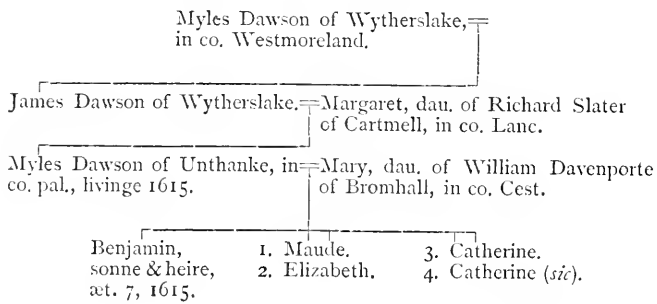 Myles Dawson of Wytherslake,
in co. Westmoreland.
James Dawson of Wytherslake.
Margaret, dau. of Richard Slater
of Cartmell, in co. Lanc.
Myles Dawson of Unthanke, in
co. pal., livinge 1615.
Mary, dau. of William Davenporte
of Bromhall, in co. Cest.
Benjamin,
sonne & heire,
æt. 7, 1615.
1. Maude.
2. Elizabeth.
3. Catherine.
4. Catherine (sic).